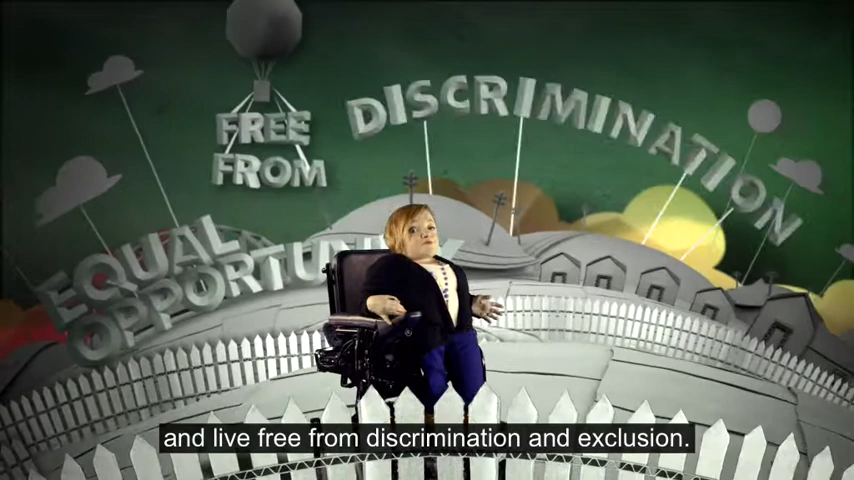 FREE
FROM
DISCRIMINATION
EQUAL
OPPORTUNITY
and live free from discrimination and exclusion.